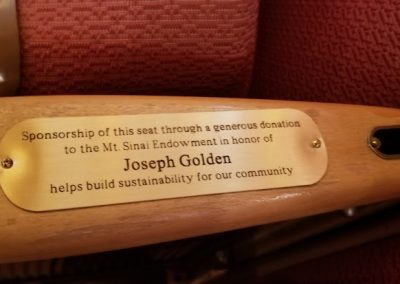 Sponsorship of this seat through a generous donation
to the Mt. Sinai Endowment in honor of
Joseph Golden
helps build sustainability for our community